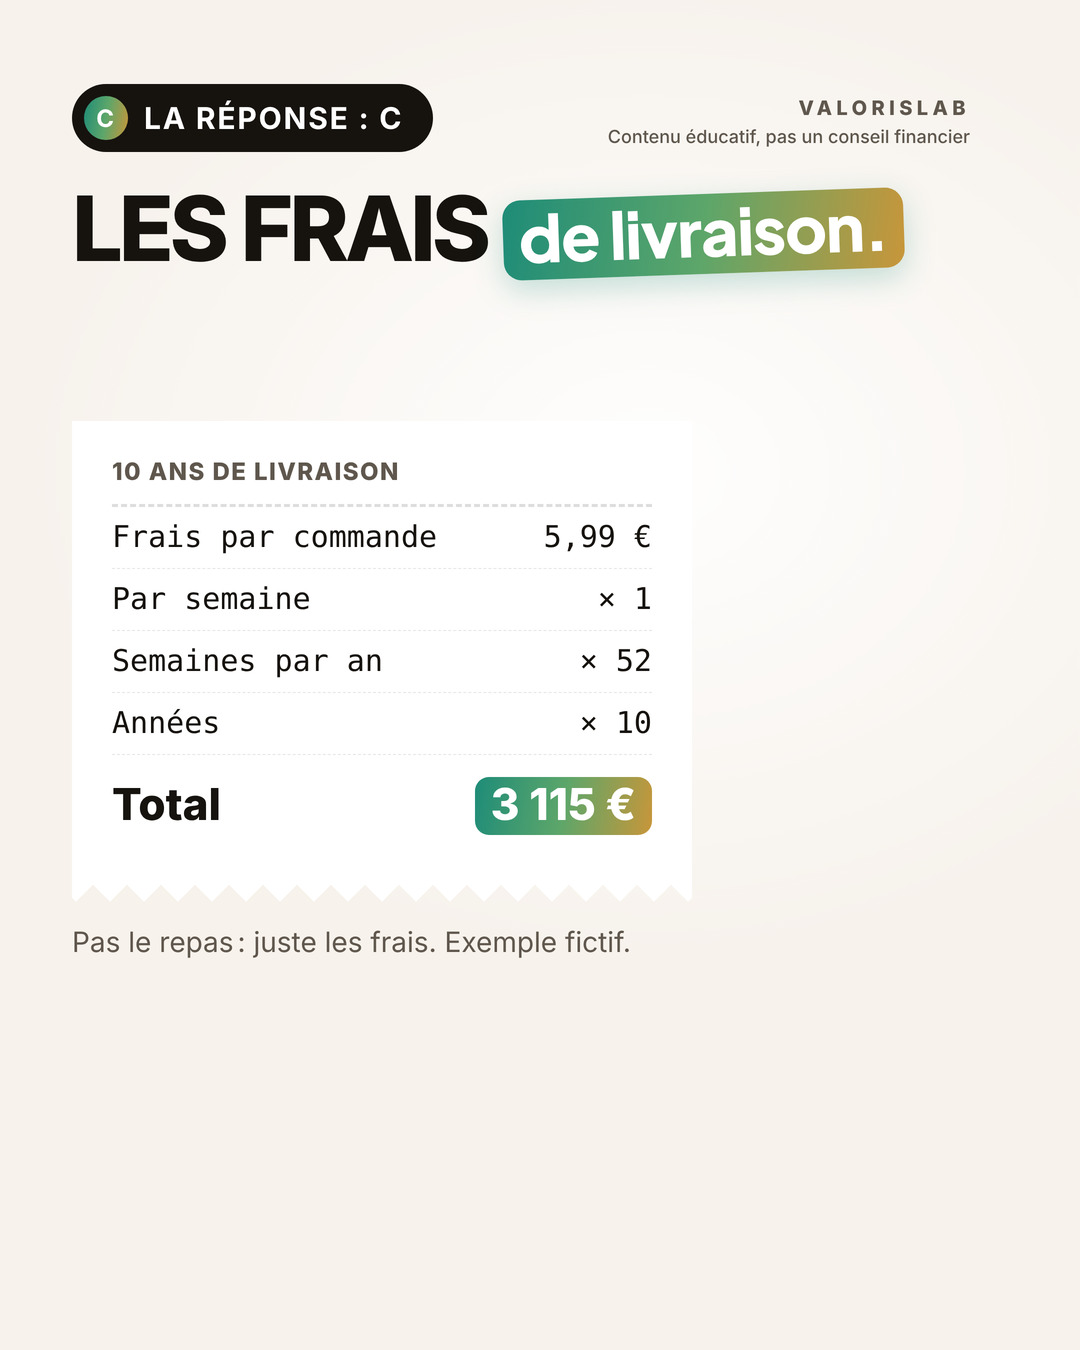 C LA RÉPONSE : C
VALORISLAB
Contenu éducatif, pas un conseil financier
LES FRAIS de livraison.
10 ANS DE LIVRAISON
Frais par commande 5,99 €
Par semaine × 1
Semaines par an × 52
Années × 10
Total 3 115 €
Pas le repas : juste les frais. Exemple fictif.